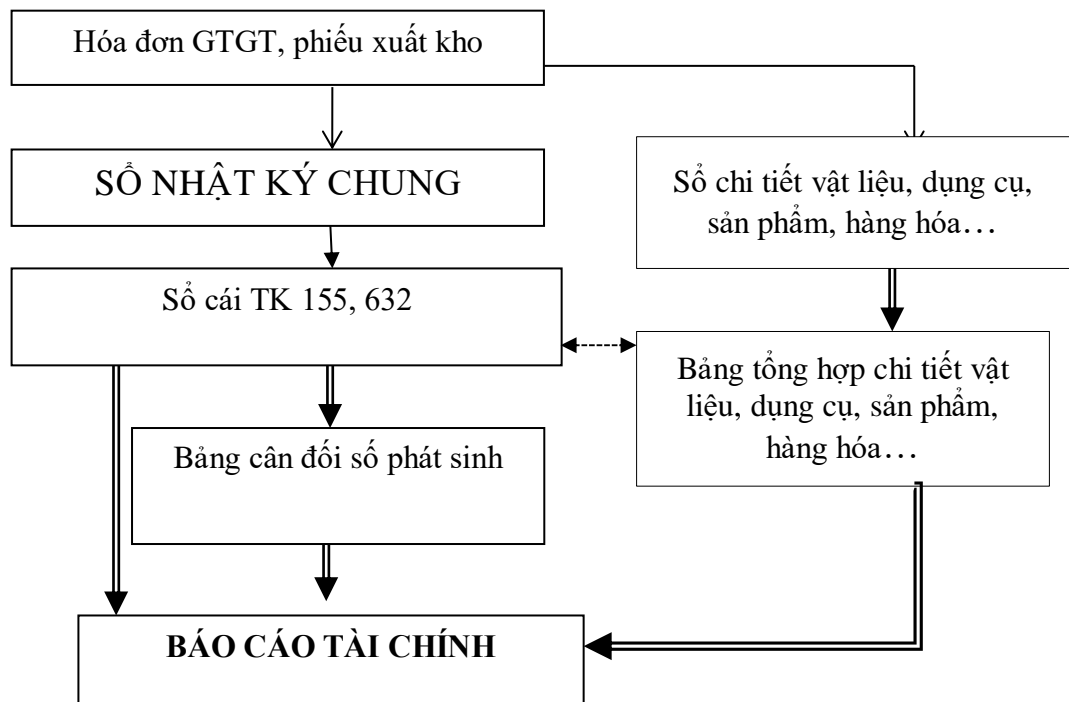 Hóa đơn GTGT, phiếu xuất kho
SỔ NHẬT KÝ CHUNG
Sổ chi tiết vật liệu, dụng cụ,
sản phẩm, hàng hóa…
Sổ cái TK 155, 632
Bảng tổng hợp chi tiết vật
liệu, dụng cụ, sản phẩm,
hàng hóa…
Bảng cân đối số phát sinh
BÁO CÁO TÀI CHÍNH